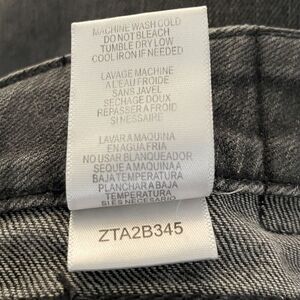 MACHINE WASH COLD
DO NOT BLEACH
TUMBLE DRY LOW
COOL IRON IF NEEDED
LAVAGE MACHINE
A L'EAU FROIDE
SANS JAVEL
SECHAGE DOUX
REPASSER A FROID
SI NESSAIRE
LAVAR A MAQUINA
EN AGUA FRIA
NO USAR BLANQUEADOR
SEQUE A MAQUINA A
BAJA TEMPERATURA
PLANCHAR A BAJA
TEMPERATURA
SI ES NECESARIO
ZTA2B345